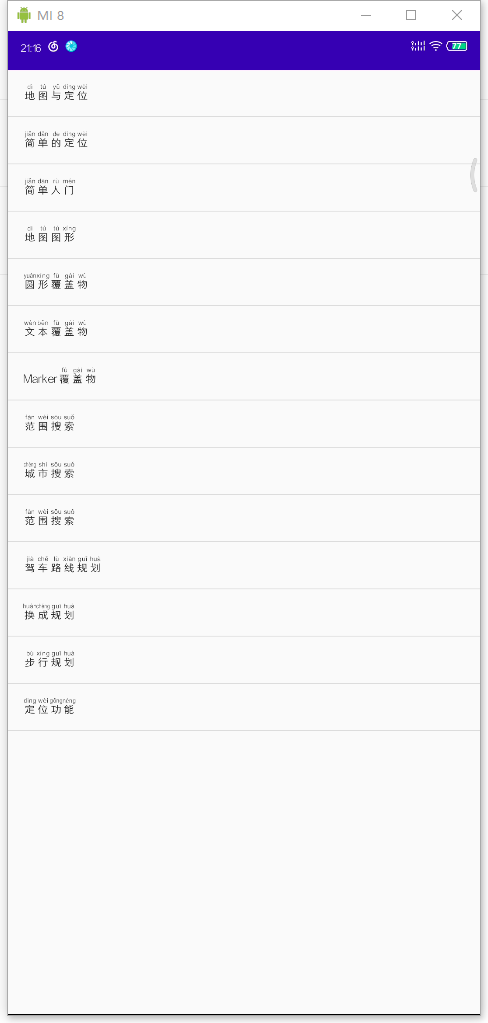 MI 8
21:16
77
dì tú yǔ dìng wèi
地图与定位
jiǎn dān de dìng wèi
简单的定位
jiǎn dān rù mén
简单入门
dì tú tú xíng
地图图形
yuánxíng fù gài wù
圆形覆盖物
wénběn fù gài wù
文本覆盖物
fù gài wù
Marker覆盖物
fàn wéi sōu suǒ
范围搜索
chéng shì sōu suǒ
城市搜索
fàn wéi sōu suǒ
范围搜索
jià chē lù xiàn guī huà
驾车路线规划
huànchéng guī huà
换成规划
bù xíng guī huà
步行规划
dìng wèi gōngnéng
定位功能